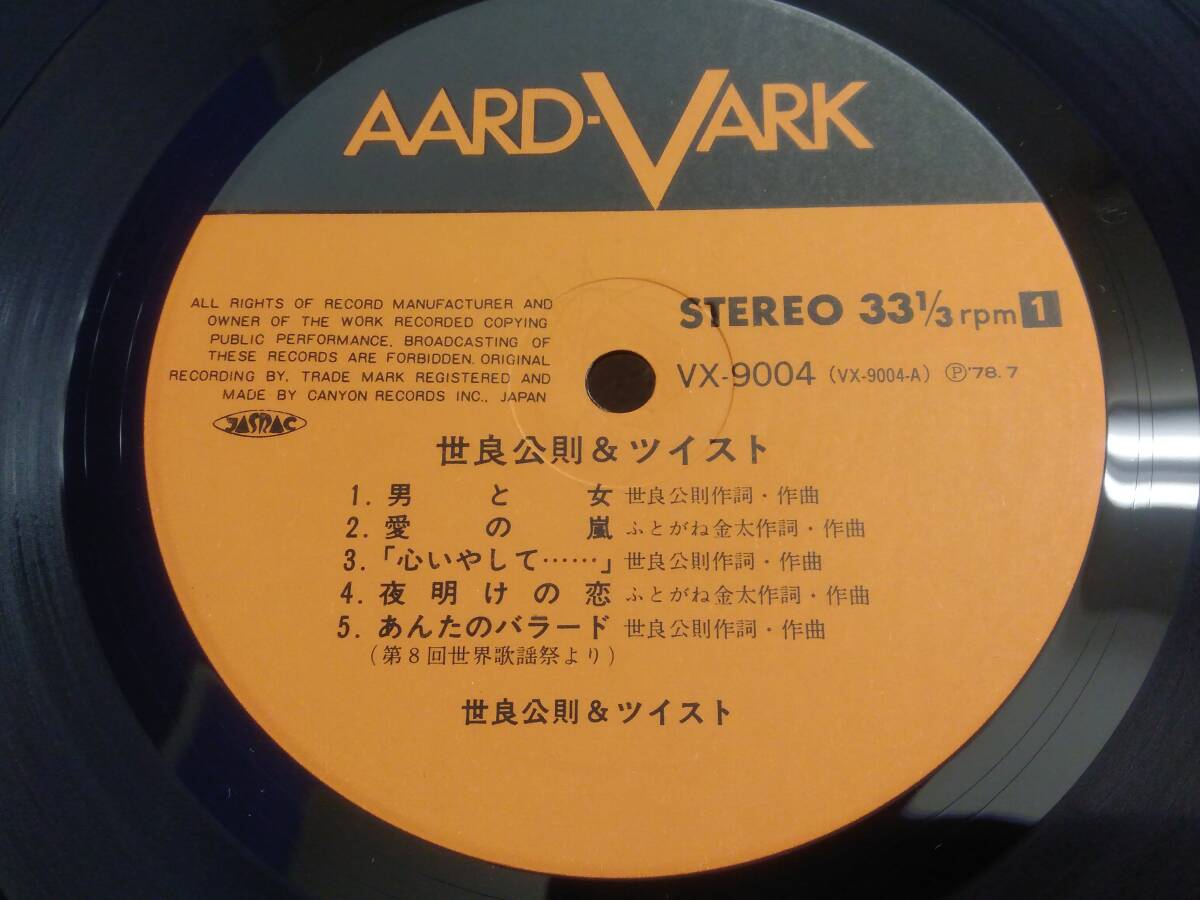 AARD-VARK
ALL RIGHTS OF RECORD MANUFACTURER AND
OWNER OF THE WORK RECORDED COPYING
PUBLIC PERFORMANCE, BROADCASTING OF
THESE RECORDS ARE FORBIDDEN. ORIGINAL
RECORDING BY, TRADE MARK REGISTERED AND
MADE BY CANYON RECORDS INC., JAPAN
JASRAC
STEREO 33⅓ rpm 1
VX-9004 (VX-9004-A) Ⓟ'78.7
世良公則&ツイスト
1. 男と女 世良公則作詞・作曲
2. 愛の嵐 ふとがね金太作詞・作曲
3.「心いやして……」世良公則作詞・作曲
4. 夜明けの恋 ふとがね金太作詞・作曲
5. あんたのバラード 世良公則作詞・作曲
(第8回世界歌謡祭より)
世良公則&ツイスト